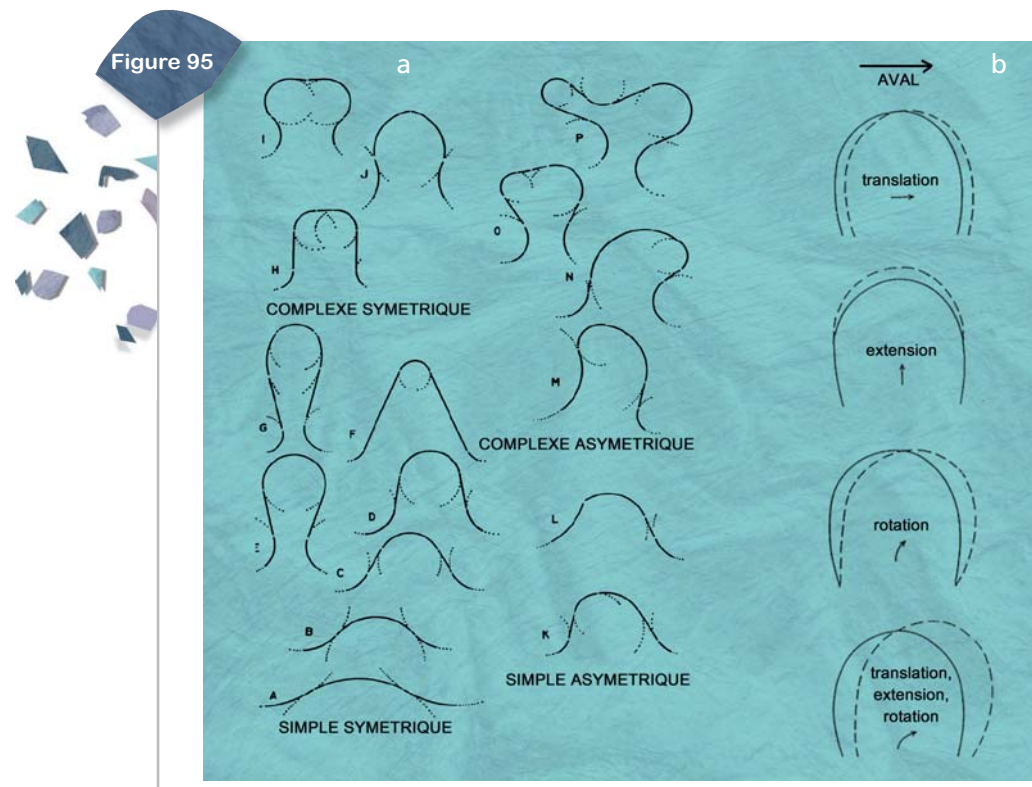 Figure 95
a
I
J
H
COMPLEXE SYMETRIQUE
G
F
E
D
C
B
A
SIMPLE SYMETRIQUE
P
O
N
M
COMPLEXE ASYMETRIQUE
L
K
SIMPLE ASYMETRIQUE
b
AVAL
translation
extension
rotation
translation,
extension,
rotation